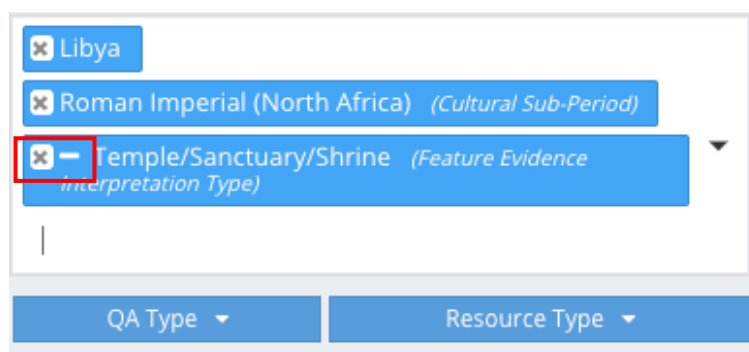 Libya
Roman Imperial (North Africa) (Cultural Sub-Period)
Temple/Sanctuary/Shrine (Feature Evidence
Interpretation Type)
QA Type
Resource Type